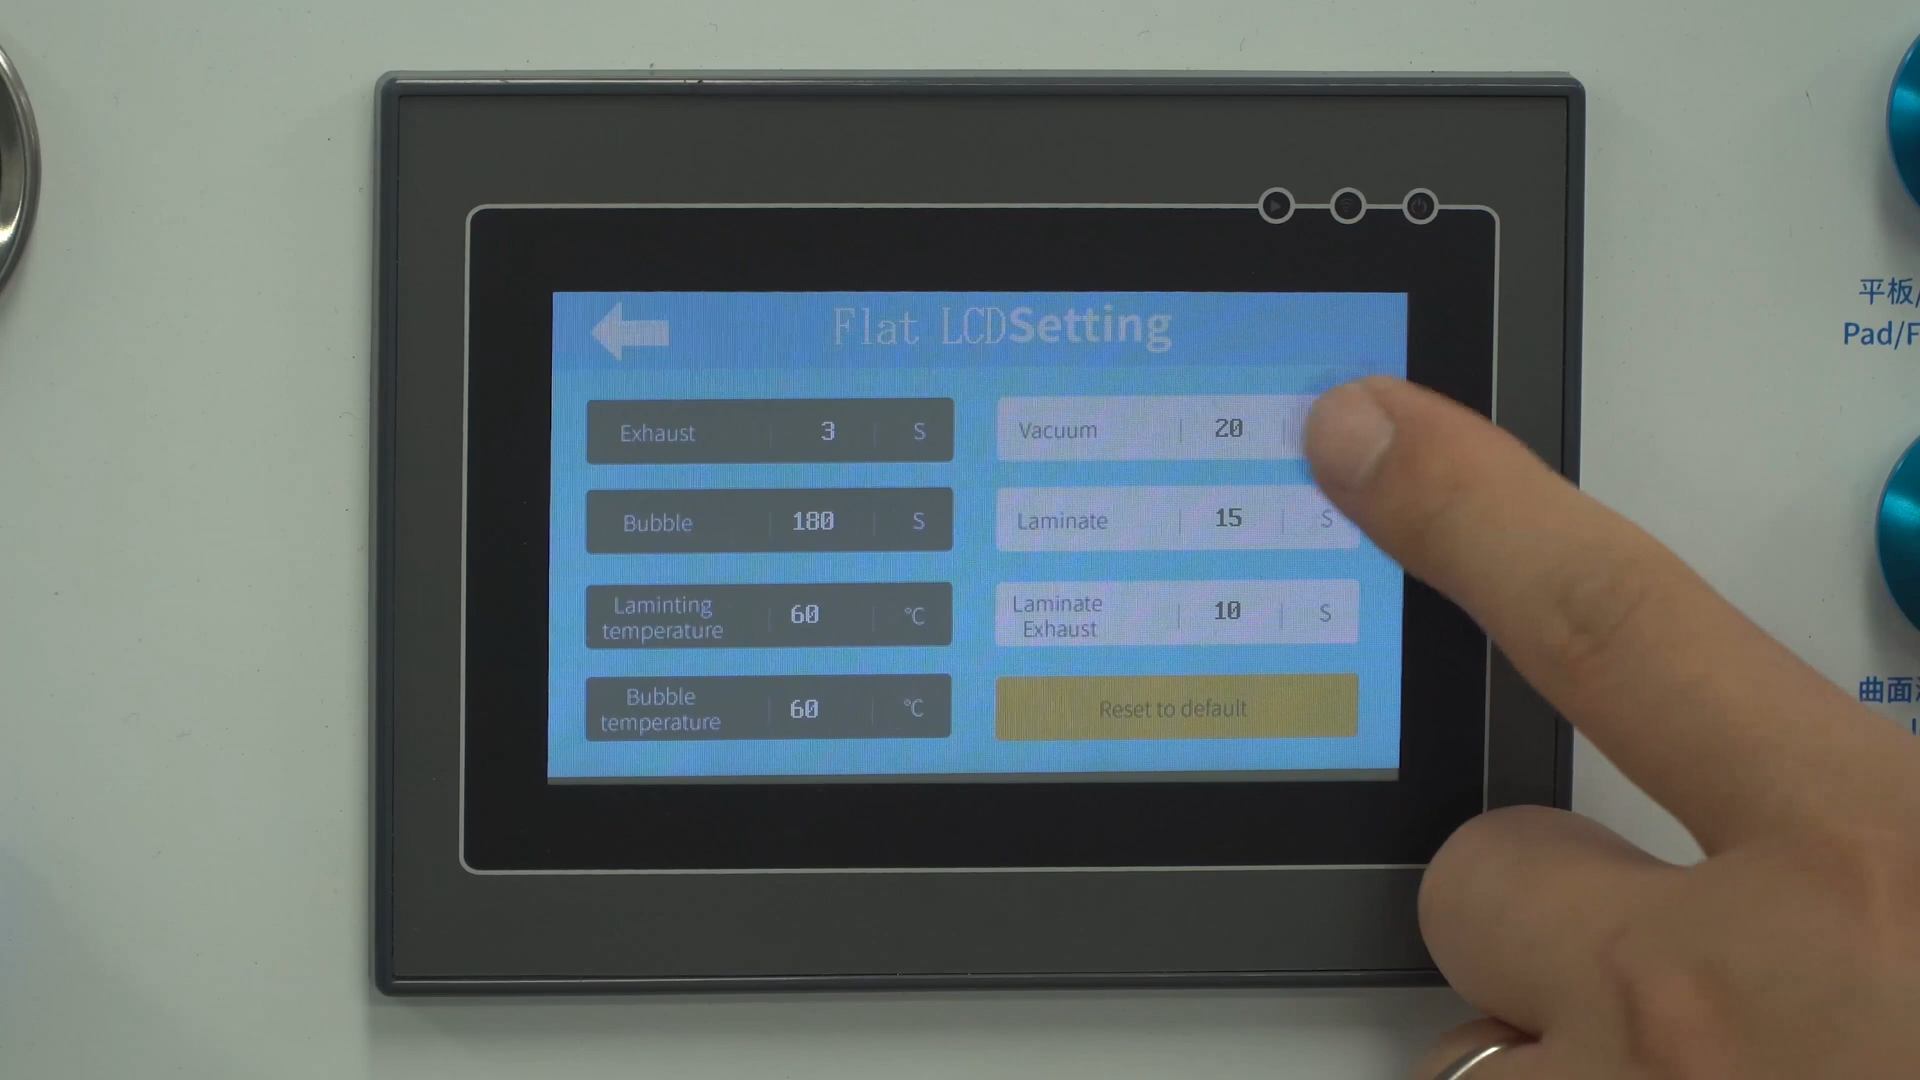 Flat LCDSetting
Exhaust 3 S
Vacuum 20
Bubble 180 S
Laminate 15 S
Laminting
temperature 60 °C
Laminate
Exhaust 10 S
Bubble
temperature 60 °C
Reset to default
平板/
Pad/F
曲面